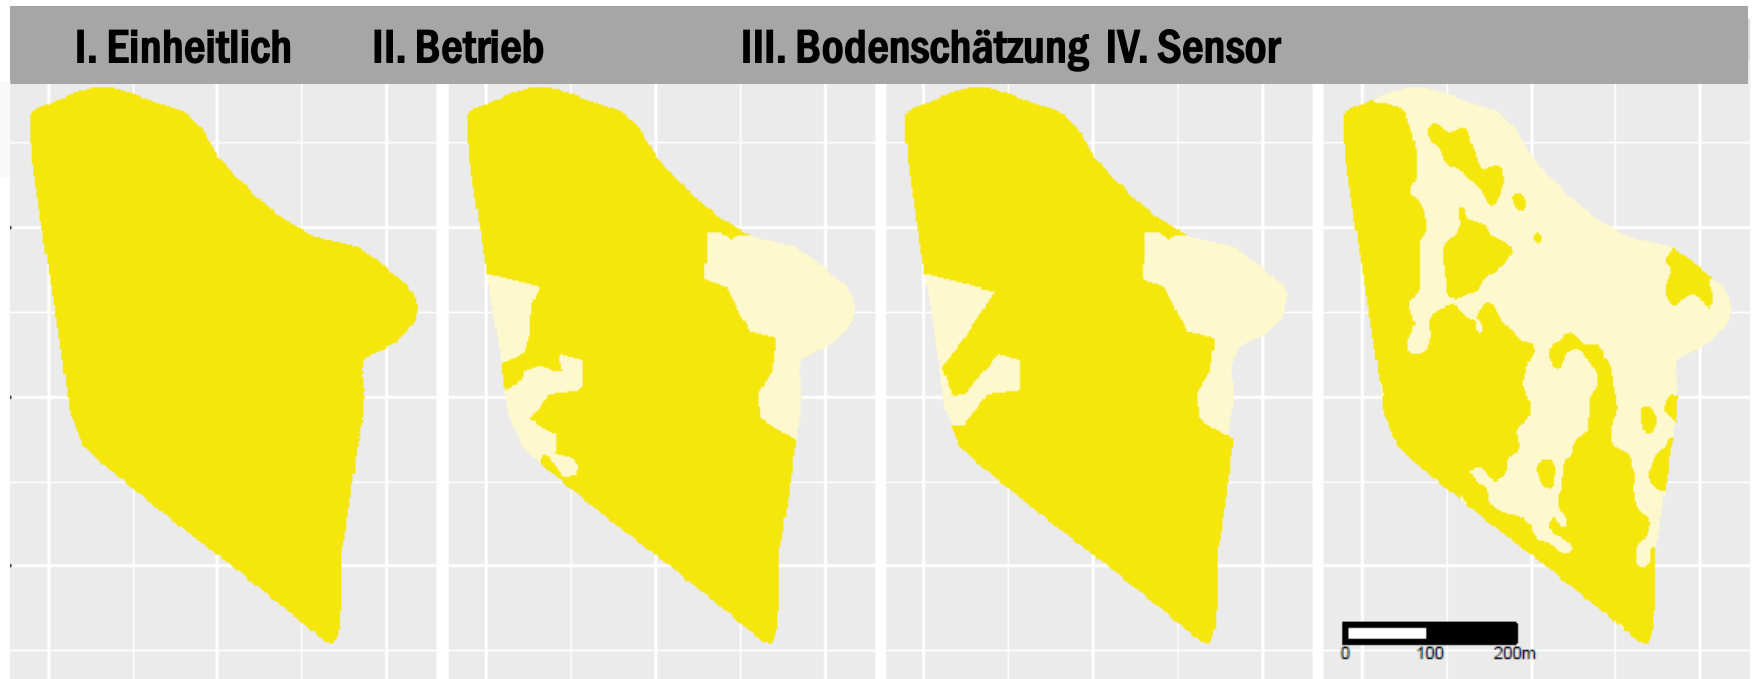 I. Einheitlich II. Betrieb III. Bodenschätzung IV. Sensor
0 100 200m